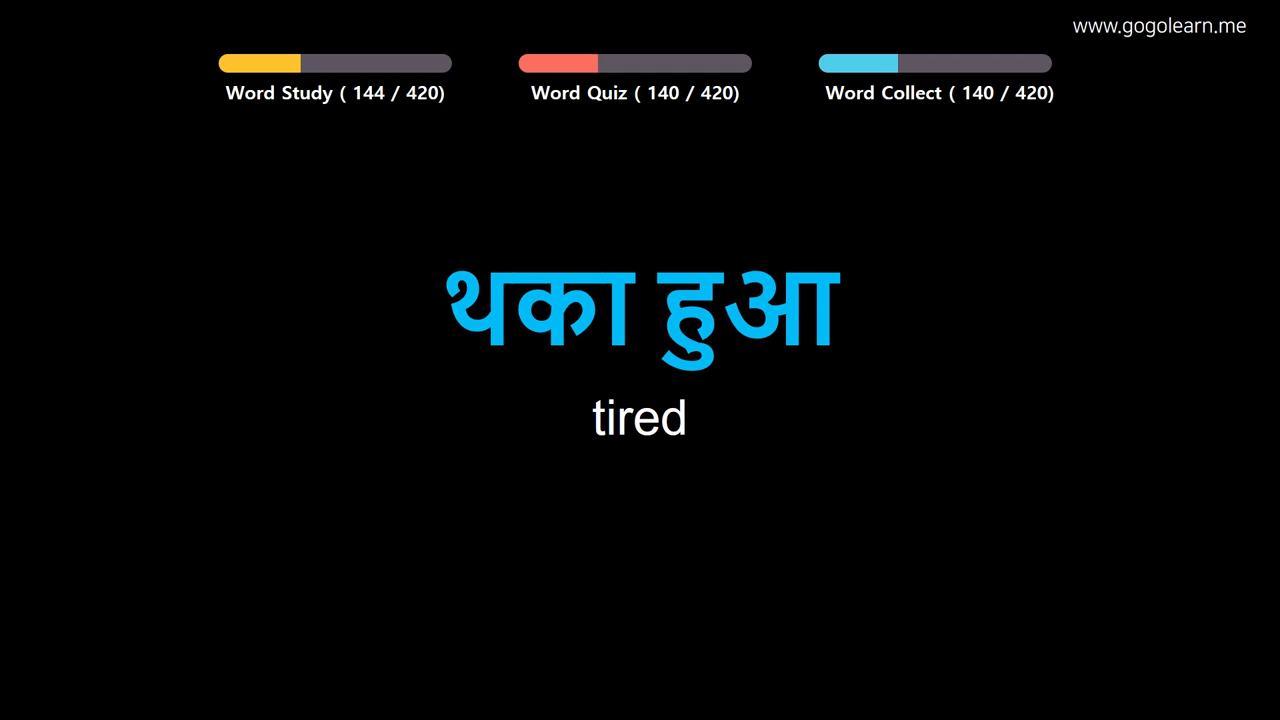 www.gogolearn.me
Word Study ( 144 / 420)
Word Quiz ( 140 / 420)
Word Collect ( 140 / 420)
थका हुआ
tired